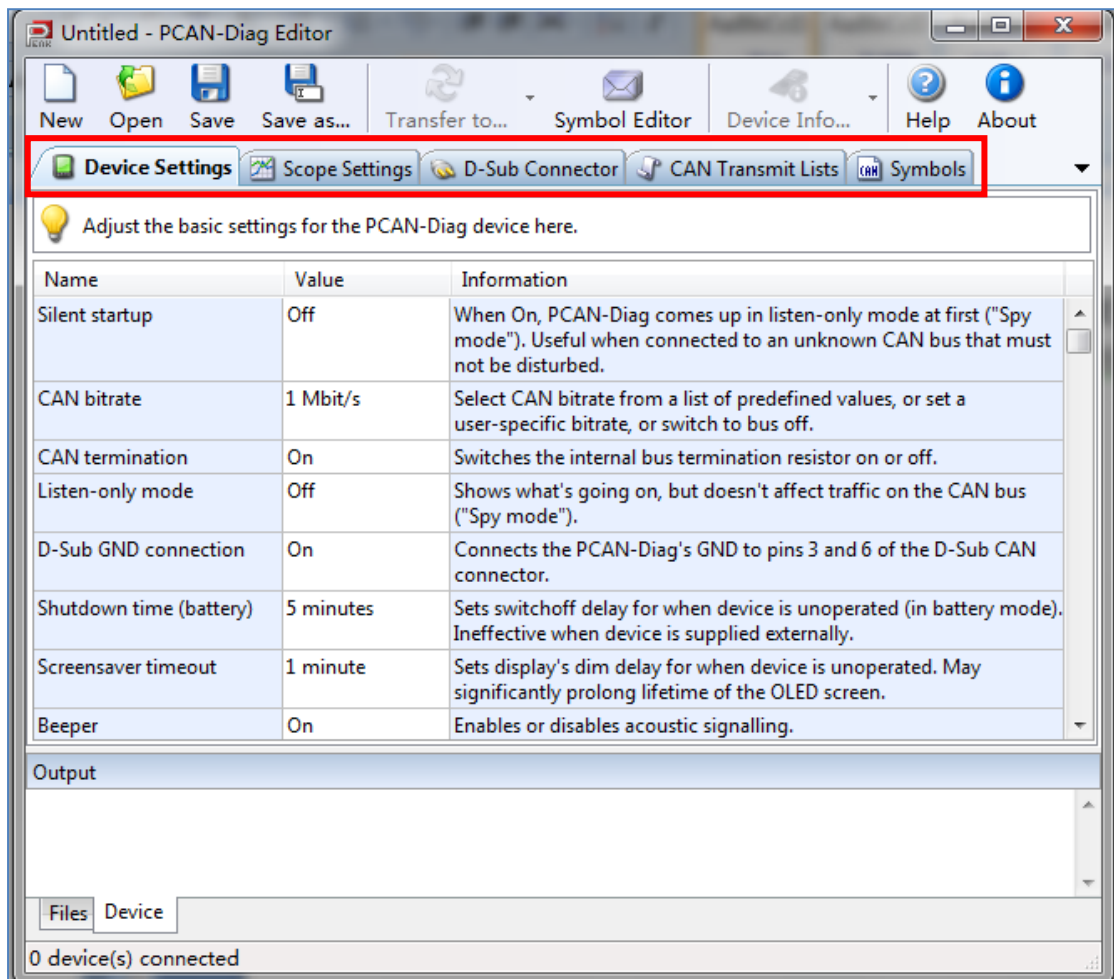 Untitled - PCAN-Diag Editor
New Open Save Save as... Transfer to... Symbol Editor Device Info... Help About
Device Settings Scope Settings D-Sub Connector CAN Transmit Lists CAN Symbols
Adjust the basic settings for the PCAN-Diag device here.
Name Value Information
Silent startup Off When On, PCAN-Diag comes up in listen-only mode at first ("Spy
mode"). Useful when connected to an unknown CAN bus that must
not be disturbed.
CAN bitrate 1 Mbit/s Select CAN bitrate from a list of predefined values, or set a
user-specific bitrate, or switch to bus off.
CAN termination On Switches the internal bus termination resistor on or off.
Listen-only mode Off Shows what's going on, but doesn't affect traffic on the CAN bus
("Spy mode").
D-Sub GND connection On Connects the PCAN-Diag's GND to pins 3 and 6 of the D-Sub CAN
connector.
Shutdown time (battery) 5 minutes Sets switchoff delay for when device is unoperated (in battery mode).
Ineffective when device is supplied externally.
Screensaver timeout 1 minute Sets display's dim delay for when device is unoperated. May
significantly prolong lifetime of the OLED screen.
Beeper On Enables or disables acoustic signalling.
Output
Files Device
0 device(s) connected